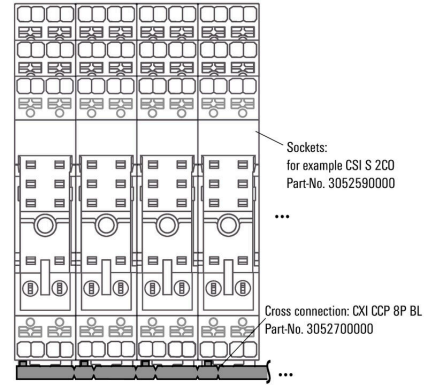 Sockets:
for example CSI S 2CO
Part-No. 3052590000
...
Cross connection: CXI CCP 8P BL
Part-No. 3052700000
...